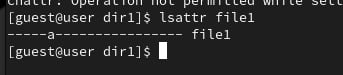 chattr: Operation not permitted while sett
[guest@user dir1]$ lsattr file1
-----a---------------- file1
[guest@user dir1]$